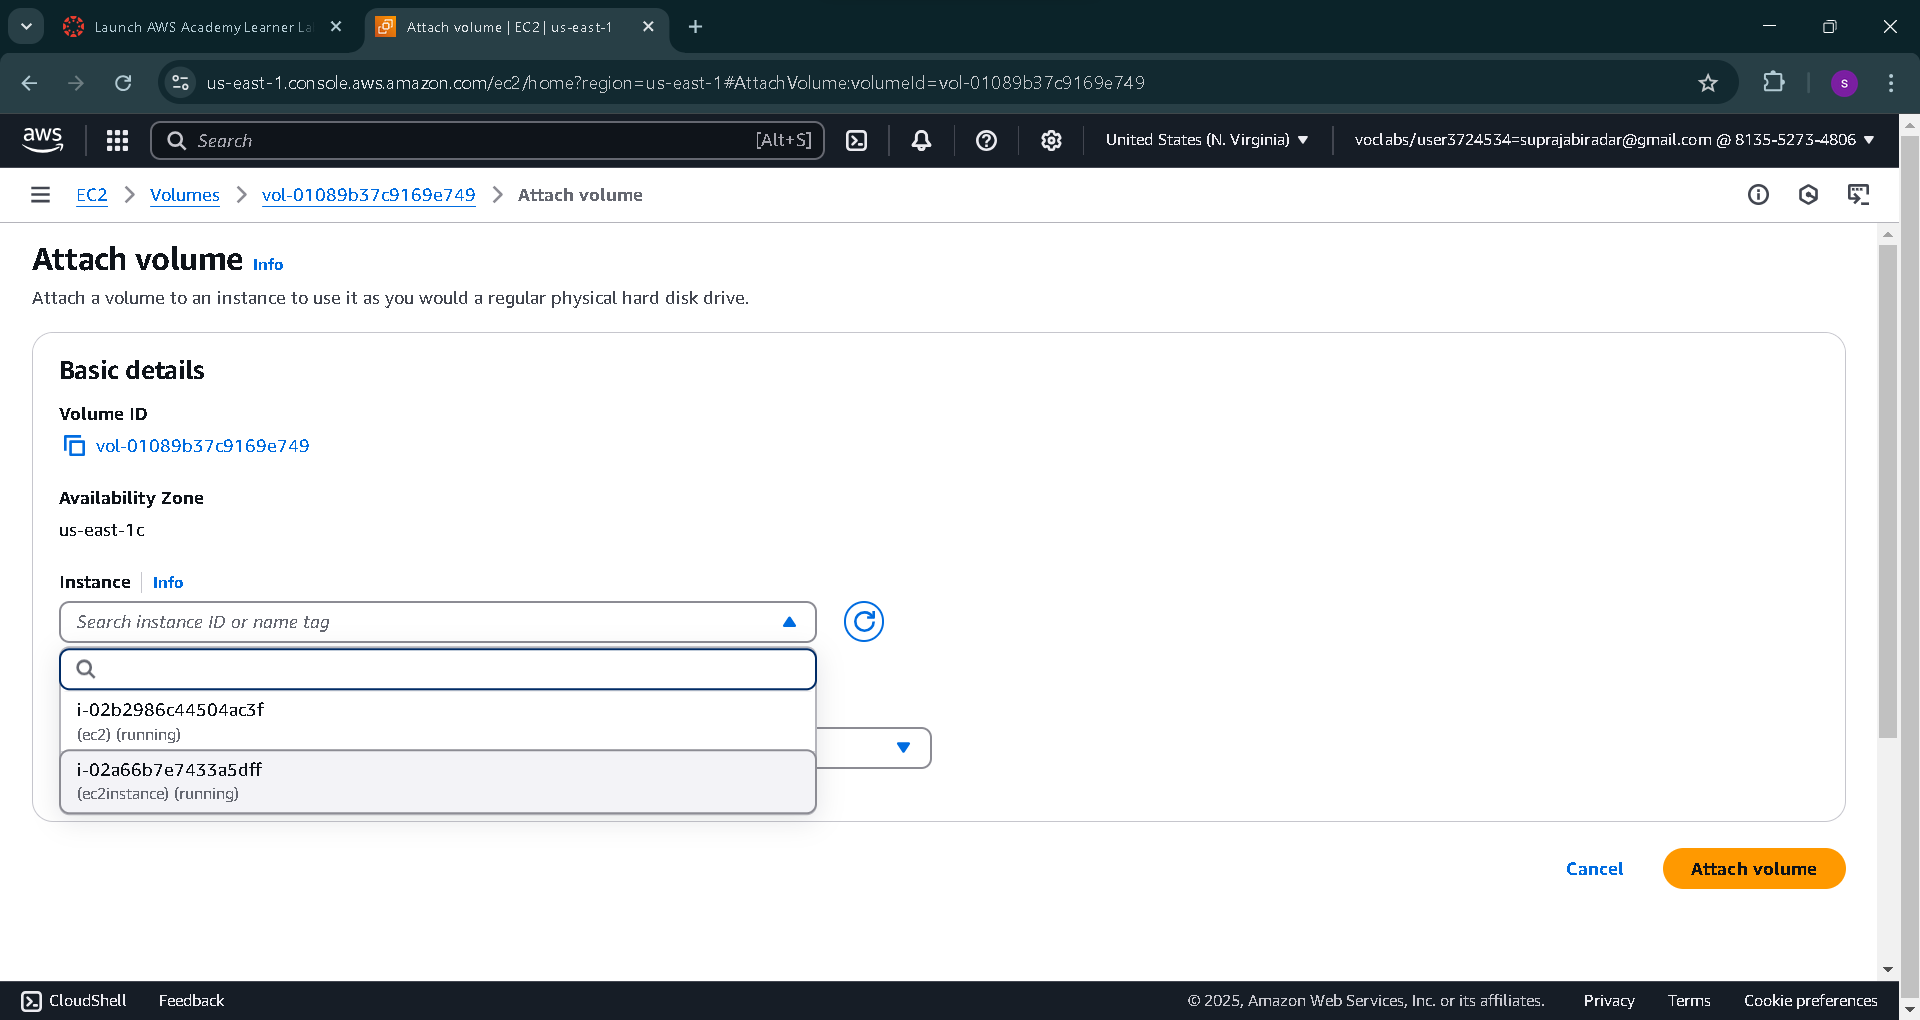 Launch AWS Academy Learner La
Attach volume | EC2 | us-east-1
us-east-1.console.aws.amazon.com/ec2/home?region=us-east-1#AttachVolume:volumeId=vol-01089b37c9169e749
s
aws
Search
[Alt+S]
United States (N. Virginia)
voclabs/user3724534=suprajabiradar@gmail.com @ 8135-5273-4806
EC2 > Volumes > vol-01089b37c9169e749 > Attach volume
Attach volume Info
Attach a volume to an instance to use it as you would a regular physical hard disk drive.
Basic details
Volume ID
vol-01089b37c9169e749
Availability Zone
us-east-1c
Instance Info
Search instance ID or name tag
i-02b2986c44504ac3f
(ec2) (running)
i-02a66b7e7433a5dff
(ec2instance) (running)
Cancel
Attach volume
CloudShell
Feedback
© 2025, Amazon Web Services, Inc. or its affiliates.
Privacy
Terms
Cookie preferences